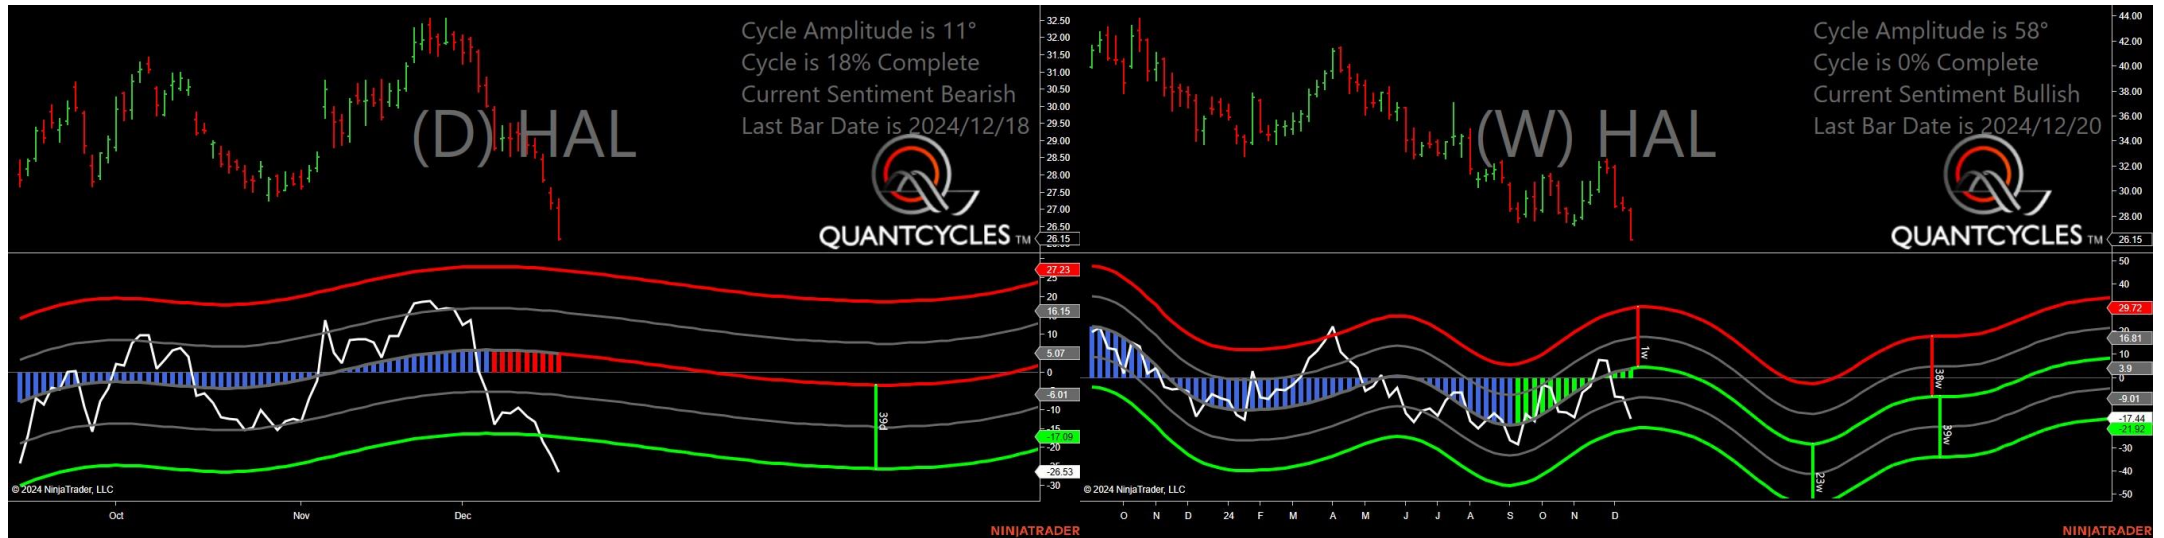 Cycle Amplitude is 11°
Cycle is 18% Complete
Current Sentiment Bearish
Last Bar Date is 2024/12/18
(D) HAL
QUANTCYCLES TM
32.50
32.00
31.50
31.00
30.50
30.00
29.50
29.00
28.50
28.00
27.50
27.00
26.50
26.15
27.23
25
20
16.15
10
5.07
0
-6.01
-10
-15
-17.09
-20
-26.53
-30
39d
© 2024 NinjaTrader, LLC
Oct
Nov
Dec
NINJATRADER
Cycle Amplitude is 58°
Cycle is 0% Complete
Current Sentiment Bullish
Last Bar Date is 2024/12/20
(W) HAL
QUANTCYCLES TM
44.00
42.00
40.00
38.00
36.00
34.00
32.00
30.00
28.00
26.15
50
40
29.72
20
16.81
10
3.9
0
-9.01
-17.44
-21.92
-30
-40
-50
1w
38w
39w
23w
© 2024 NinjaTrader, LLC
O N D 24 F M A M J J A S O N D
NINJATRADER